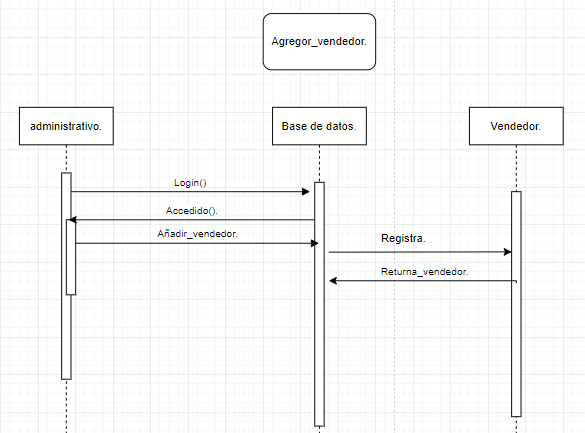 Agregor_vendedor.
administrativo.
Base de datos.
Vendedor.
Login()
Accedido().
Añadir_vendedor.
Registra.
Returna_vendedor.